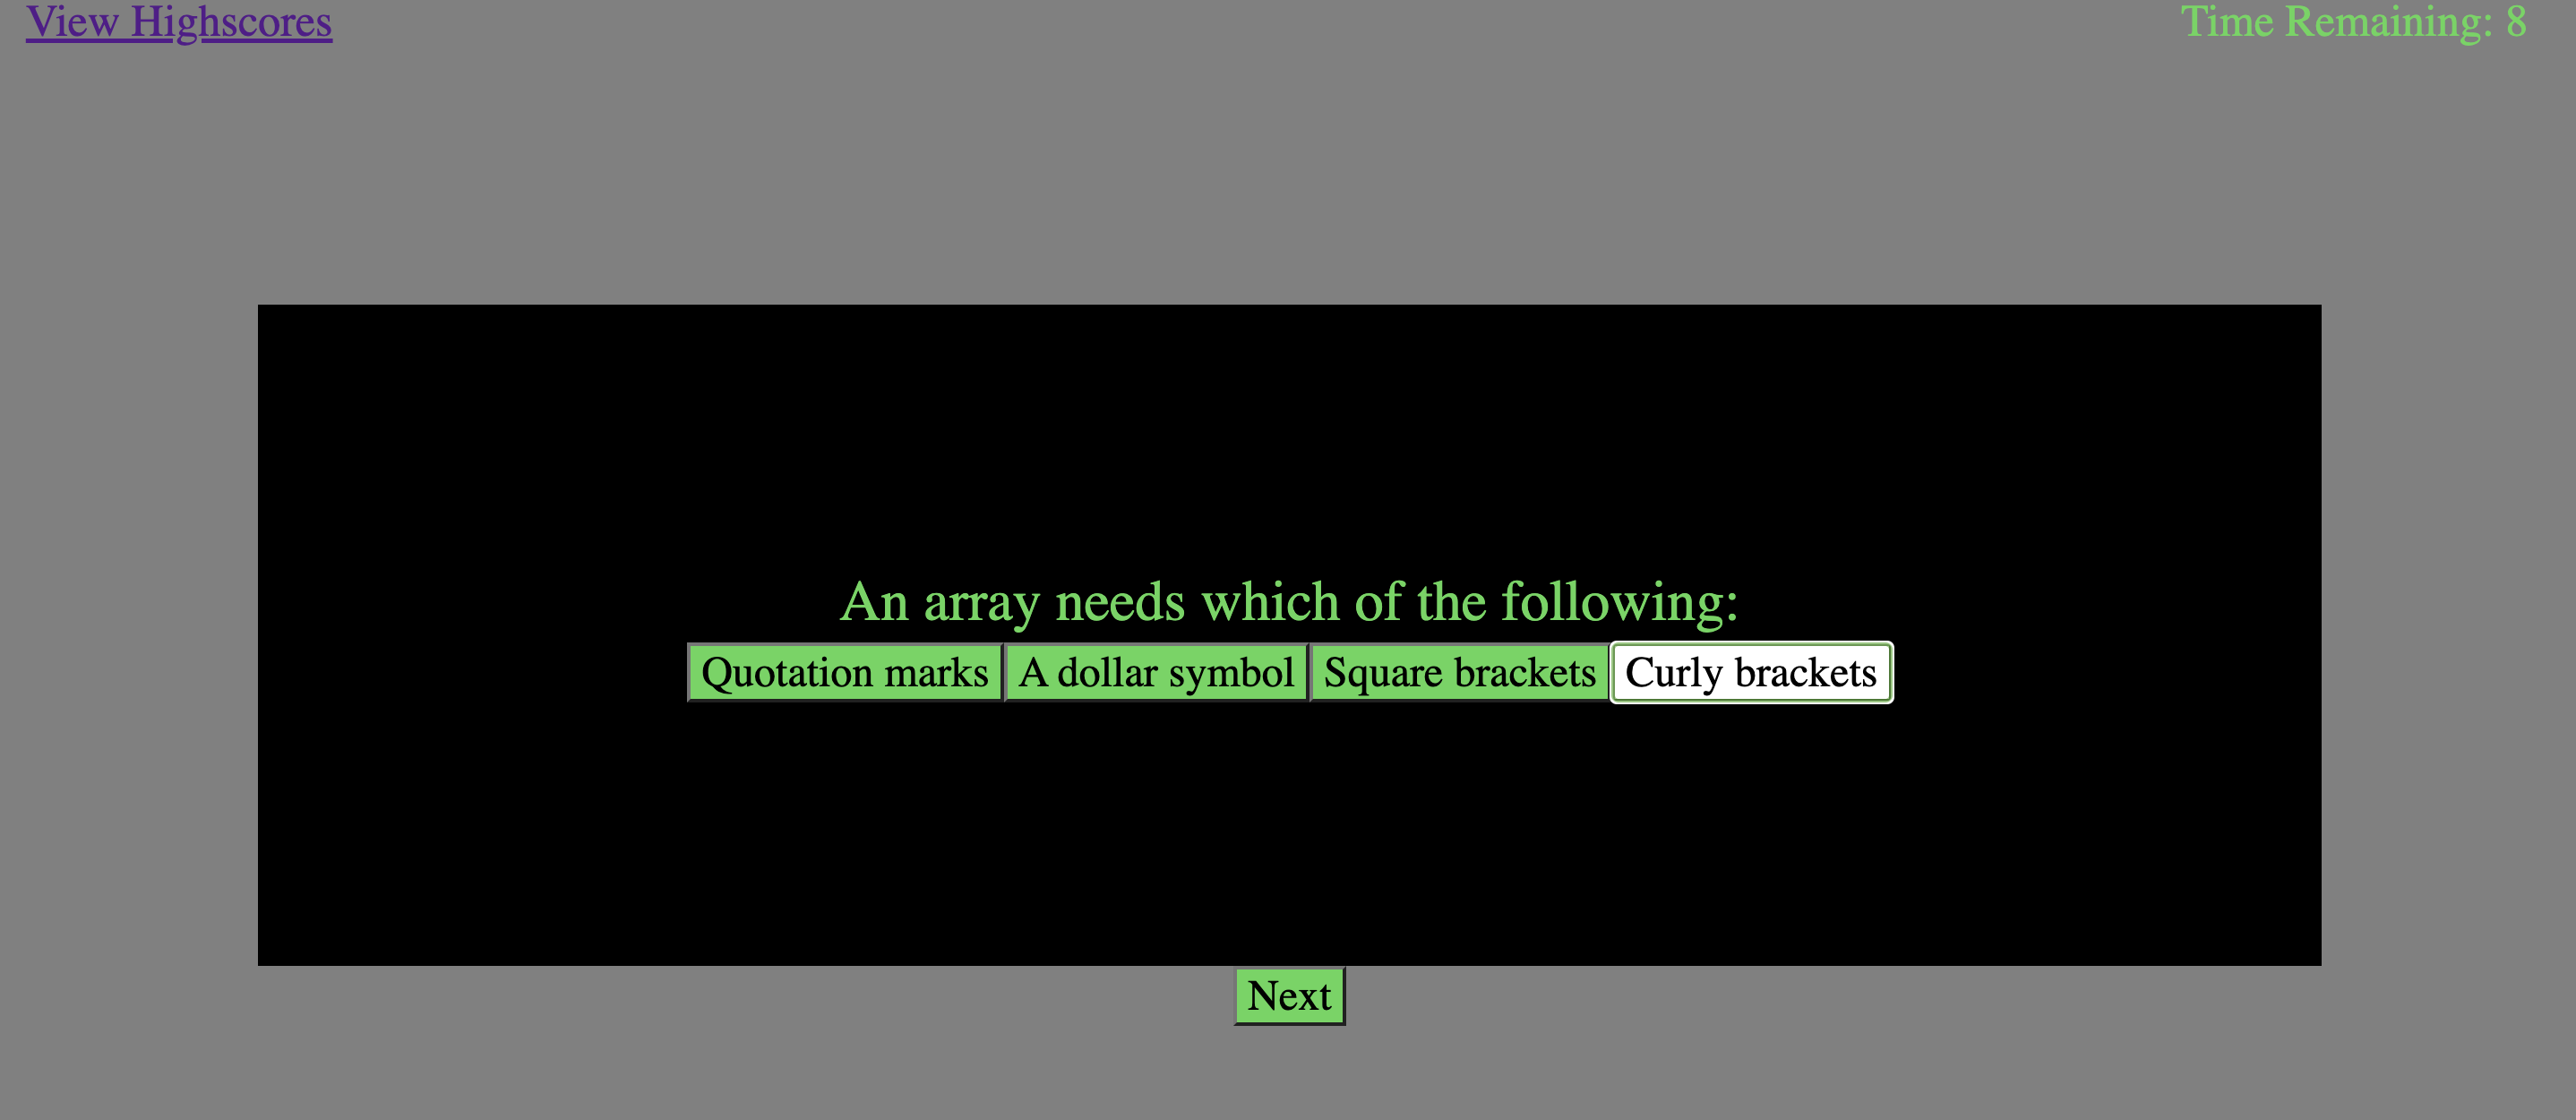 View Highscores
Time Remaining: 8
An array needs which of the following:
Quotation marks A dollar symbol Square brackets Curly brackets
Next